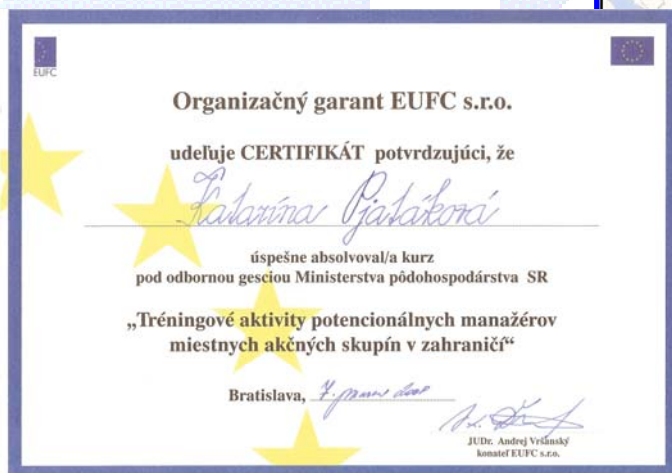 EUFC
Organizačný garant EUFC s.r.o.
udeľuje CERTIFIKÁT potvrdzujúci, že
Katarína Pjatáková
úspešne absolvoval/a kurz
pod odbornou gesciou Ministerstva pôdohospodárstva SR
„Tréningové aktivity potencionálnych manažérov
miestnych akčných skupín v zahraničí“
Bratislava, 7.
JUDr. Andrej Vršanský
konateľ EUFC s.r.o.